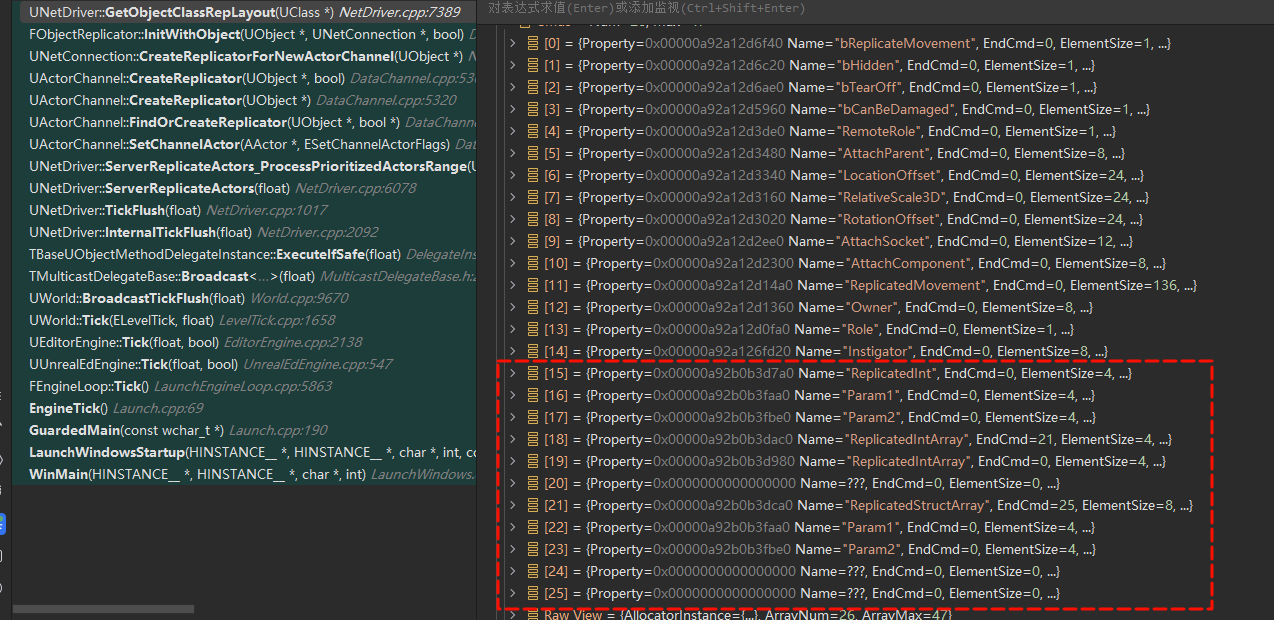 UNetDriver::GetObjectClassRepLayout(UClass *) NetDriver.cpp:7389
FObjectReplicator::InitWithObject(UObject *, UNetConnection *, bool)
UNetConnection::CreateReplicatorForNewActorChannel(UObject *)
UActorChannel::CreateReplicator(UObject *, bool) DataChannel.cpp:53
UActorChannel::CreateReplicator(UObject *) DataChannel.cpp:5320
UActorChannel::FindOrCreateReplicator(UObject *, bool *) DataChann
UActorChannel::SetChannelActor(AActor *, ESetChannelActorFlags) Dat
UNetDriver::ServerReplicateActors_ProcessPrioritizedActorsRange(U
UNetDriver::ServerReplicateActors(float) NetDriver.cpp:6078
UNetDriver::TickFlush(float) NetDriver.cpp:1017
UNetDriver::InternalTickFlush(float) NetDriver.cpp:2092
TBaseUObjectMethodDelegateInstance::ExecuteIfSafe(float) DelegateIns
TMulticastDelegateBase::Broadcast<...>(float) MulticastDelegateBase.h:2
UWorld::BroadcastTickFlush(float) World.cpp:9670
UWorld::Tick(ELevelTick, float) LevelTick.cpp:1658
UEditorEngine::Tick(float, bool) EditorEngine.cpp:2138
UUnrealEdEngine::Tick(float, bool) UnrealEdEngine.cpp:547
FEngineLoop::Tick() LaunchEngineLoop.cpp:5863
EngineTick() Launch.cpp:69
GuardedMain(const wchar_t *) Launch.cpp:190
LaunchWindowsStartup(HINSTANCE__ *, HINSTANCE__ *, char *, int, co
WinMain(HINSTANCE__ *, HINSTANCE__ *, char *, int) LaunchWindows.
对表达式求值(Enter)或添加监视(Ctrl+Shift+Enter)
[0] = {Property=0x00000a92a12d6f40 Name="bReplicateMovement", EndCmd=0, ElementSize=1, ...}
[1] = {Property=0x00000a92a12d6c20 Name="bHidden", EndCmd=0, ElementSize=1, ...}
[2] = {Property=0x00000a92a12d6ae0 Name="bTearOff", EndCmd=0, ElementSize=1, ...}
[3] = {Property=0x00000a92a12d5960 Name="bCanBeDamaged", EndCmd=0, ElementSize=1, ...}
[4] = {Property=0x00000a92a12d3de0 Name="RemoteRole", EndCmd=0, ElementSize=1, ...}
[5] = {Property=0x00000a92a12d3480 Name="AttachParent", EndCmd=0, ElementSize=8, ...}
[6] = {Property=0x00000a92a12d3340 Name="LocationOffset", EndCmd=0, ElementSize=24, ...}
[7] = {Property=0x00000a92a12d3160 Name="RelativeScale3D", EndCmd=0, ElementSize=24, ...}
[8] = {Property=0x00000a92a12d3020 Name="RotationOffset", EndCmd=0, ElementSize=24, ...}
[9] = {Property=0x00000a92a12d2ee0 Name="AttachSocket", EndCmd=0, ElementSize=12, ...}
[10] = {Property=0x00000a92a12d2300 Name="AttachComponent", EndCmd=0, ElementSize=8, ...}
[11] = {Property=0x00000a92a12d14a0 Name="ReplicatedMovement", EndCmd=0, ElementSize=136, ...}
[12] = {Property=0x00000a92a12d1360 Name="Owner", EndCmd=0, ElementSize=8, ...}
[13] = {Property=0x00000a92a12d0fa0 Name="Role", EndCmd=0, ElementSize=1, ...}
[14] = {Property=0x00000a92a126fd20 Name="Instigator", EndCmd=0, ElementSize=8, ...}
[15] = {Property=0x00000a92b0b3d7a0 Name="ReplicatedInt", EndCmd=0, ElementSize=4, ...}
[16] = {Property=0x00000a92b0b3faa0 Name="Param1", EndCmd=0, ElementSize=4, ...}
[17] = {Property=0x00000a92b0b3fbe0 Name="Param2", EndCmd=0, ElementSize=4, ...}
[18] = {Property=0x00000a92b0b3dac0 Name="ReplicatedIntArray", EndCmd=21, ElementSize=4, ...}
[19] = {Property=0x00000a92b0b3d980 Name="ReplicatedIntArray", EndCmd=0, ElementSize=4, ...}
[20] = {Property=0x0000000000000000 Name=???, EndCmd=0, ElementSize=0, ...}
[21] = {Property=0x00000a92b0b3dca0 Name="ReplicatedStructArray", EndCmd=25, ElementSize=8, ...}
[22] = {Property=0x00000a92b0b3faa0 Name="Param1", EndCmd=0, ElementSize=4, ...}
[23] = {Property=0x00000a92b0b3fbe0 Name="Param2", EndCmd=0, ElementSize=4, ...}
[24] = {Property=0x0000000000000000 Name=???, EndCmd=0, ElementSize=0, ...}
[25] = {Property=0x0000000000000000 Name=???, EndCmd=0, ElementSize=0, ...}
Raw View = {AllocatorInstance={...}, ArrayNum=26, ArrayMax=47}